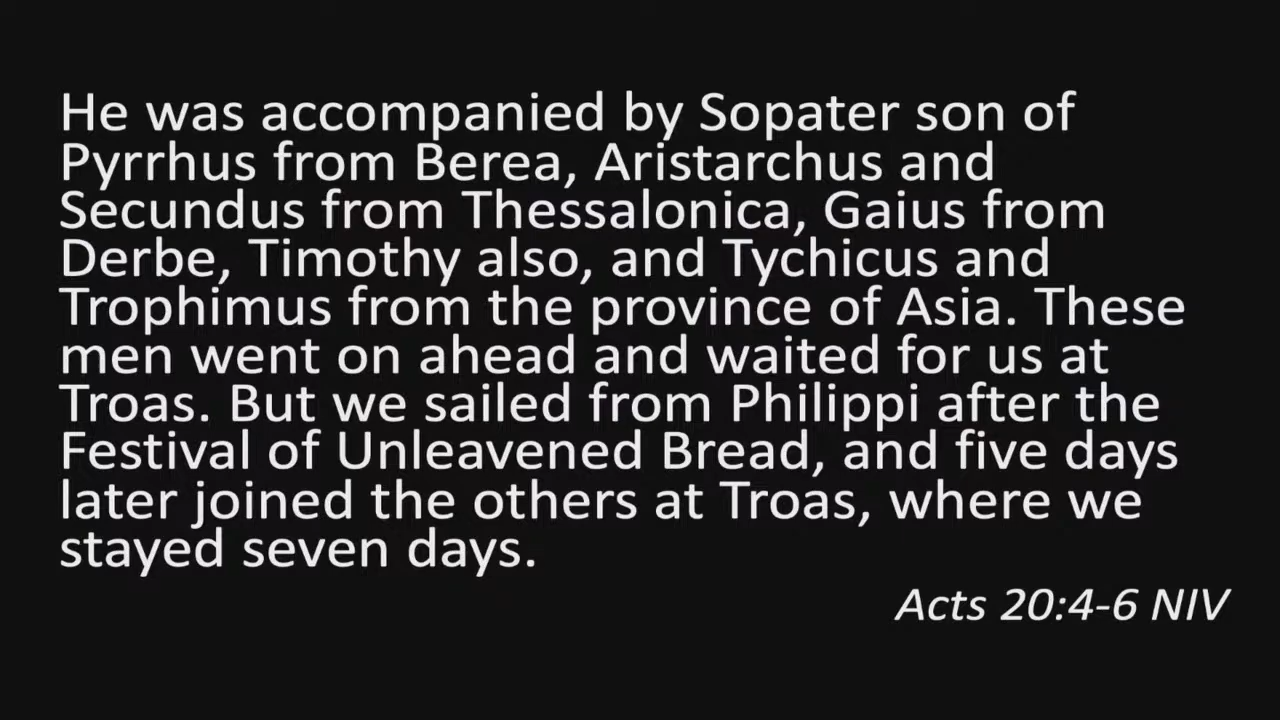 He was accompanied by Sopater son of
Pyrrhus from Berea, Aristarchus and
Secundus from Thessalonica, Gaius from
Derbe, Timothy also, and Tychicus and
Trophimus from the province of Asia. These
men went on ahead and waited for us at
Troas. But we sailed from Philippi after the
Festival of Unleavened Bread, and five days
later joined the others at Troas, where we
stayed seven days.
Acts 20:4-6 NIV